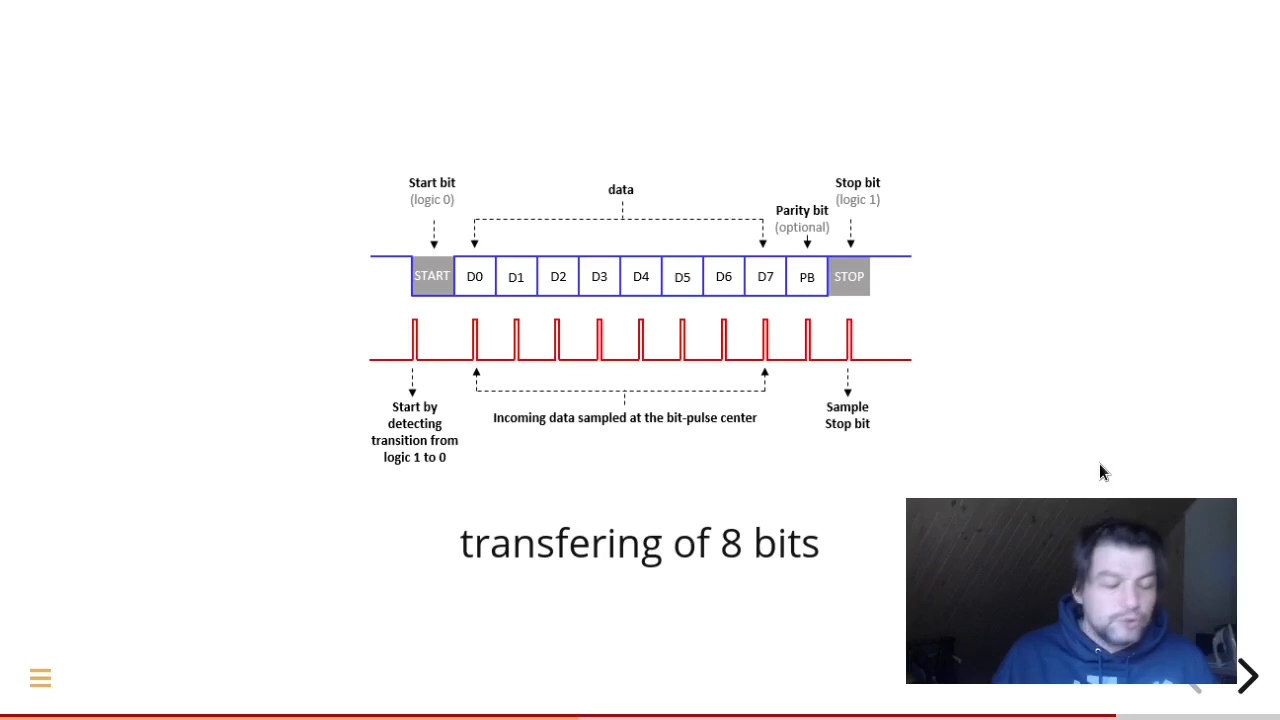 Start bit
(logic 0)
data
Stop bit
(logic 1)
Parity bit
(optional)
START D0 D1 D2 D3 D4 D5 D6 D7 PB STOP
Start by
detecting
transition from
logic 1 to 0
Incoming data sampled at the bit-pulse center
Sample
Stop bit
transfering of 8 bits